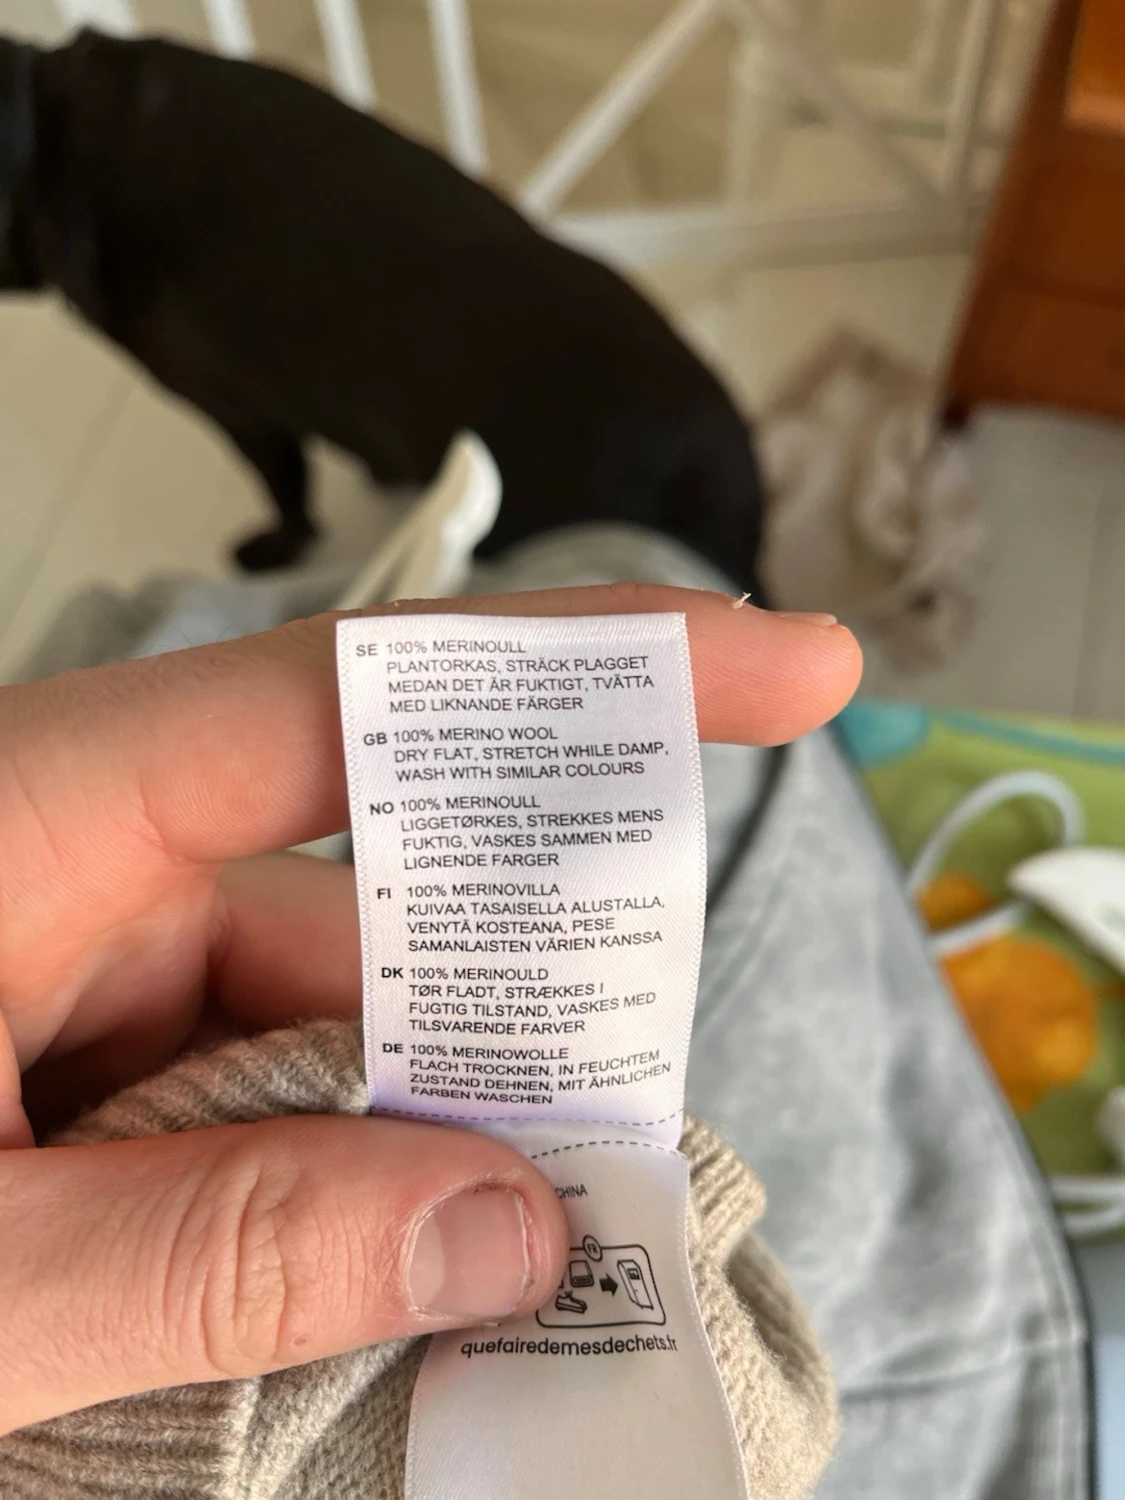 SE 100% MERINOULL
PLANTORKAS, STRÄCK PLAGGET
MEDAN DET ÄR FUKTIGT, TVÄTTA
MED LIKNANDE FÄRGER
GB 100% MERINO WOOL
DRY FLAT, STRETCH WHILE DAMP,
WASH WITH SIMILAR COLOURS
NO 100% MERINOULL
LIGGETØRKES, STREKKES MENS
FUKTIG, VASKES SAMMEN MED
LIGNENDE FARGER
FI 100% MERINOVILLA
KUIVAA TASAISELLA ALUSTALLA,
VENYTÄ KOSTEANA, PESE
SAMANLAISTEN VÄRIEN KANSSA
DK 100% MERINOULD
TØR FLADT, STRÆKKES I
FUGTIG TILSTAND, VASKES MED
TILSVARENDE FARVER
DE 100% MERINOWOLLE
FLACH TROCKNEN, IN FEUCHTEM
ZUSTAND DEHNEN, MIT ÄHNLICHEN
FARBEN WASCHEN
CHINA
FR
quefairedemesdechets.fr